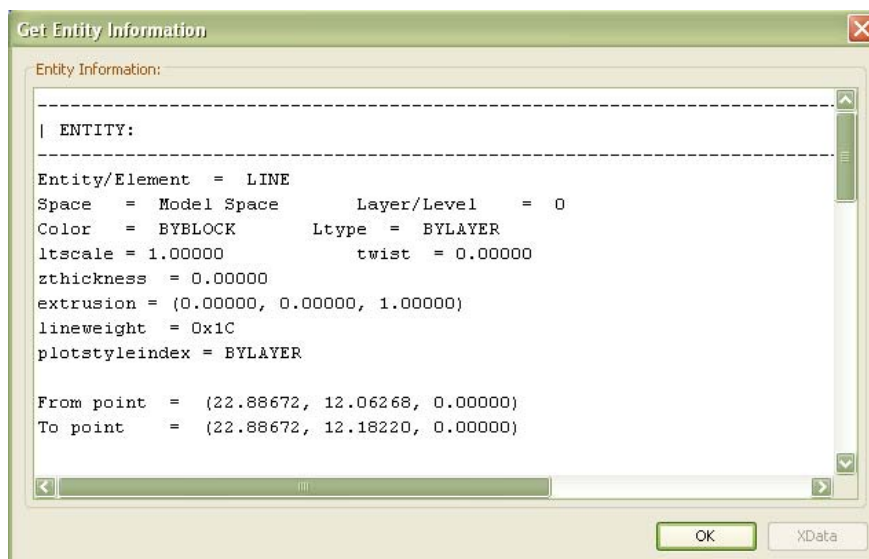 Get Entity Information
Entity Information:
--------------------------------------------------------------------------------
| ENTITY:
--------------------------------------------------------------------------------
Entity/Element = LINE
Space = Model Space Layer/Level = 0
Color = BYBLOCK Ltype = BYLAYER
ltscale = 1.00000 twist = 0.00000
zthickness = 0.00000
extrusion = (0.00000, 0.00000, 1.00000)
lineweight = 0x1C
plotstyleindex = BYLAYER
From point = (22.88672, 12.06268, 0.00000)
To point = (22.88672, 12.18220, 0.00000)
OK XData